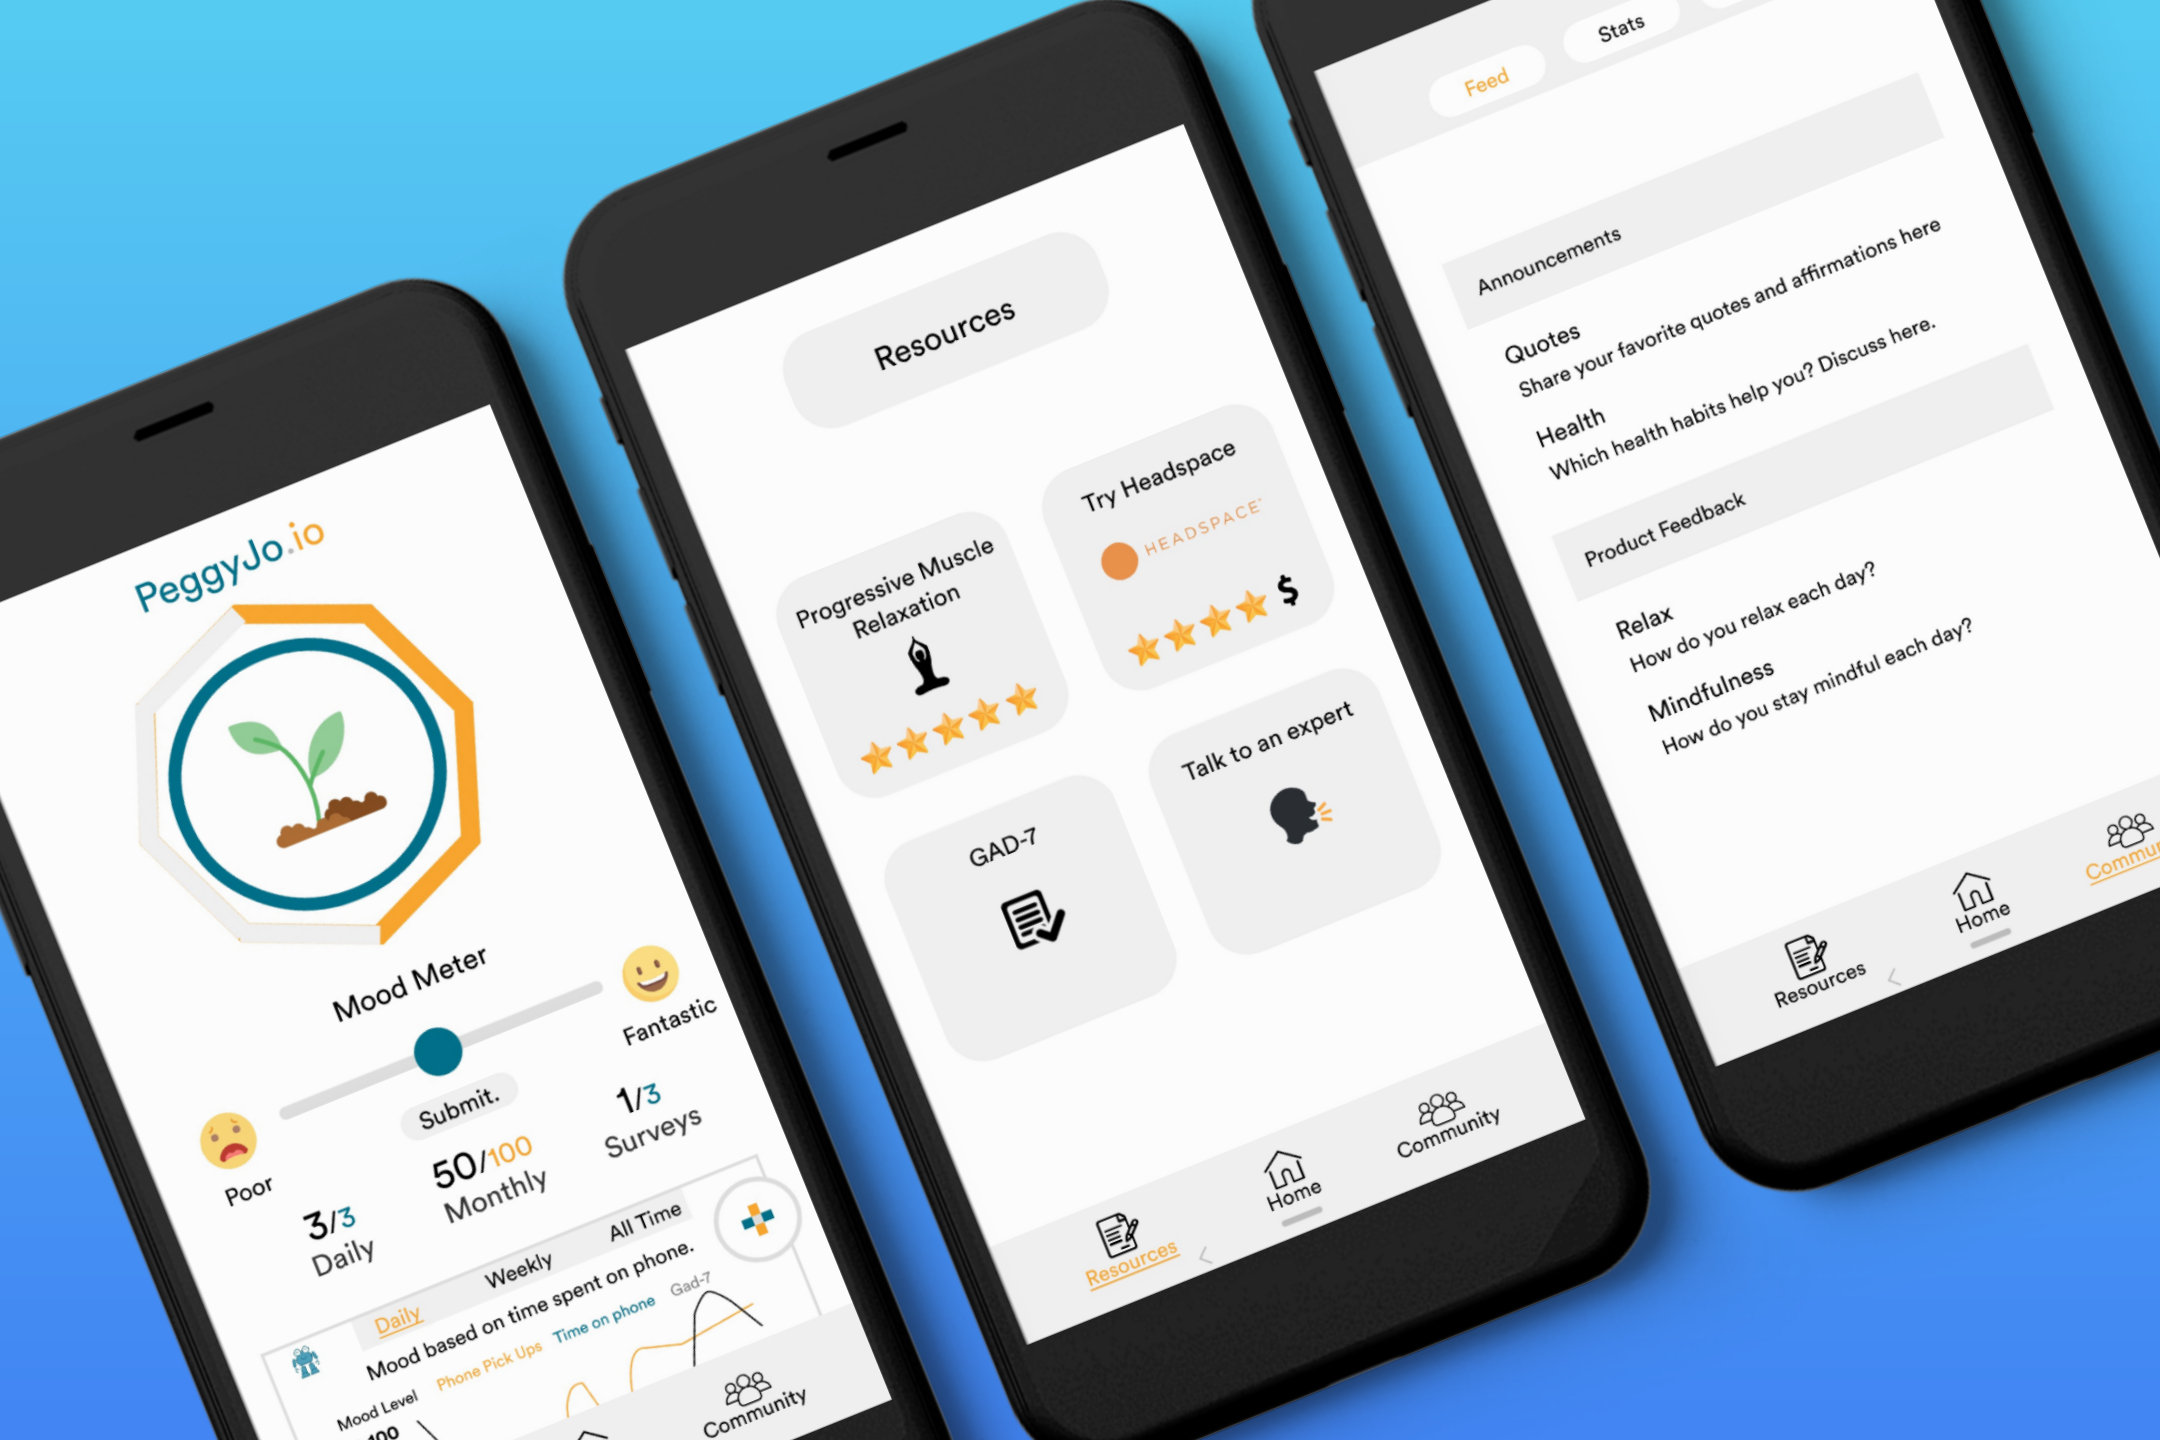 PeggyJo.io
Mood Meter
Fantastic
Submit.
Poor
3/3
Daily
50/100
Monthly
1/3
Surveys
Daily
Weekly
All Time
Mood based on time spent on phone.
Mood Level
Phone Pick Ups
Time on phone
Gad-7
100
Community
Resources
Progressive Muscle
Relaxation
Try Headspace
HEADSPACE
$
GAD-7
Talk to an expert
Resources
Home
Community
Feed
Stats
Announcements
Quotes
Share your favorite quotes and affirmations here
Health
Which health habits help you? Discuss here.
Product Feedback
Relax
How do you relax each day?
Mindfulness
How do you stay mindful each day?
Resources
Home
Commu